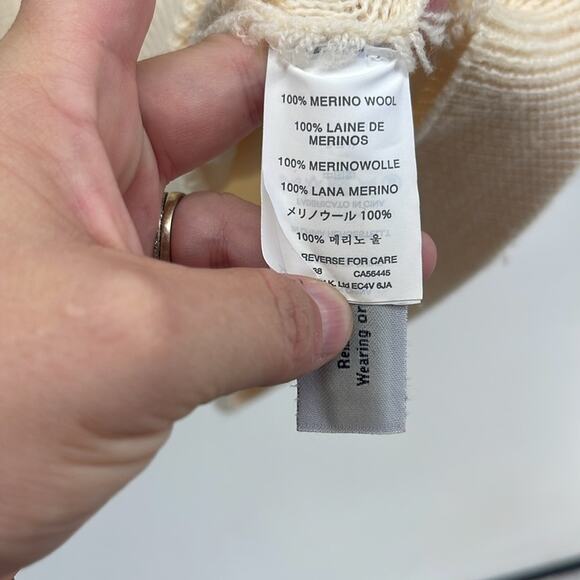 100% MERINO WOOL
100% LAINE DE
MERINOS
100% MERINOWOLLE
100% LANA MERINO
メリノウール 100%
100% 메리노 울
REVERSE FOR CARE
CA56445
Ltd EC4V 6JA
Wearing or